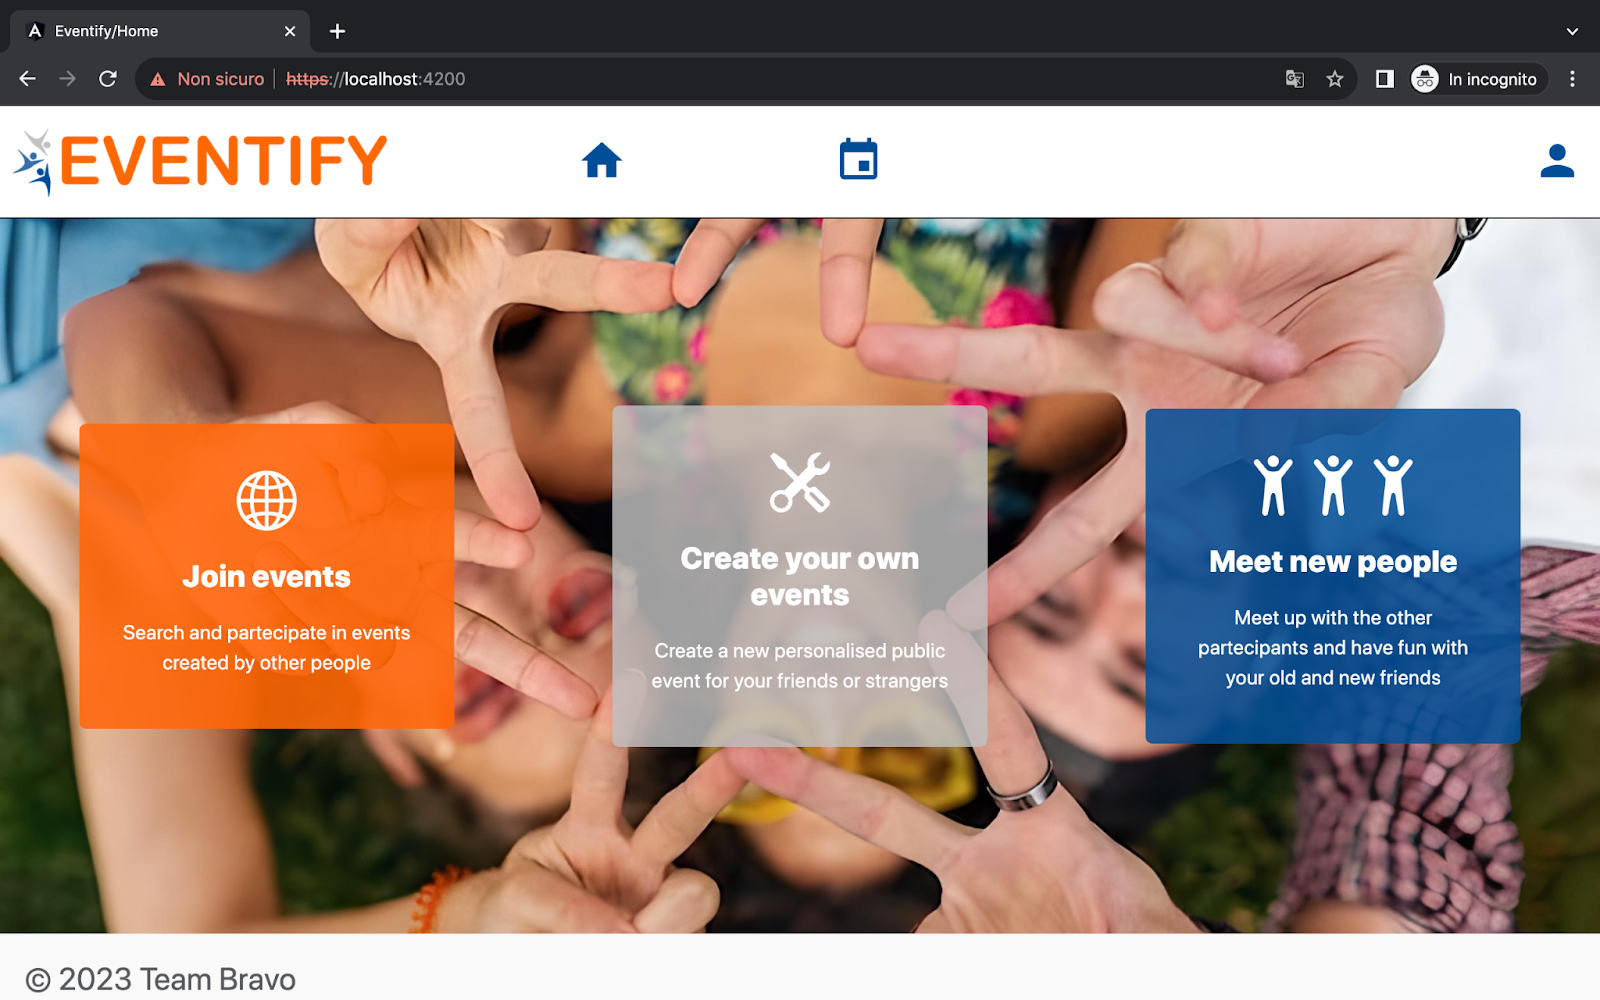 Eventify/Home
Non sicuro
https://localhost:4200
In incognito
EVENTIFY
Join events
Search and partecipate in events
created by other people
Create your own
events
Create a new personalised public
event for your friends or strangers
Meet new people
Meet up with the other
partecipants and have fun with
your old and new friends
© 2023 Team Bravo